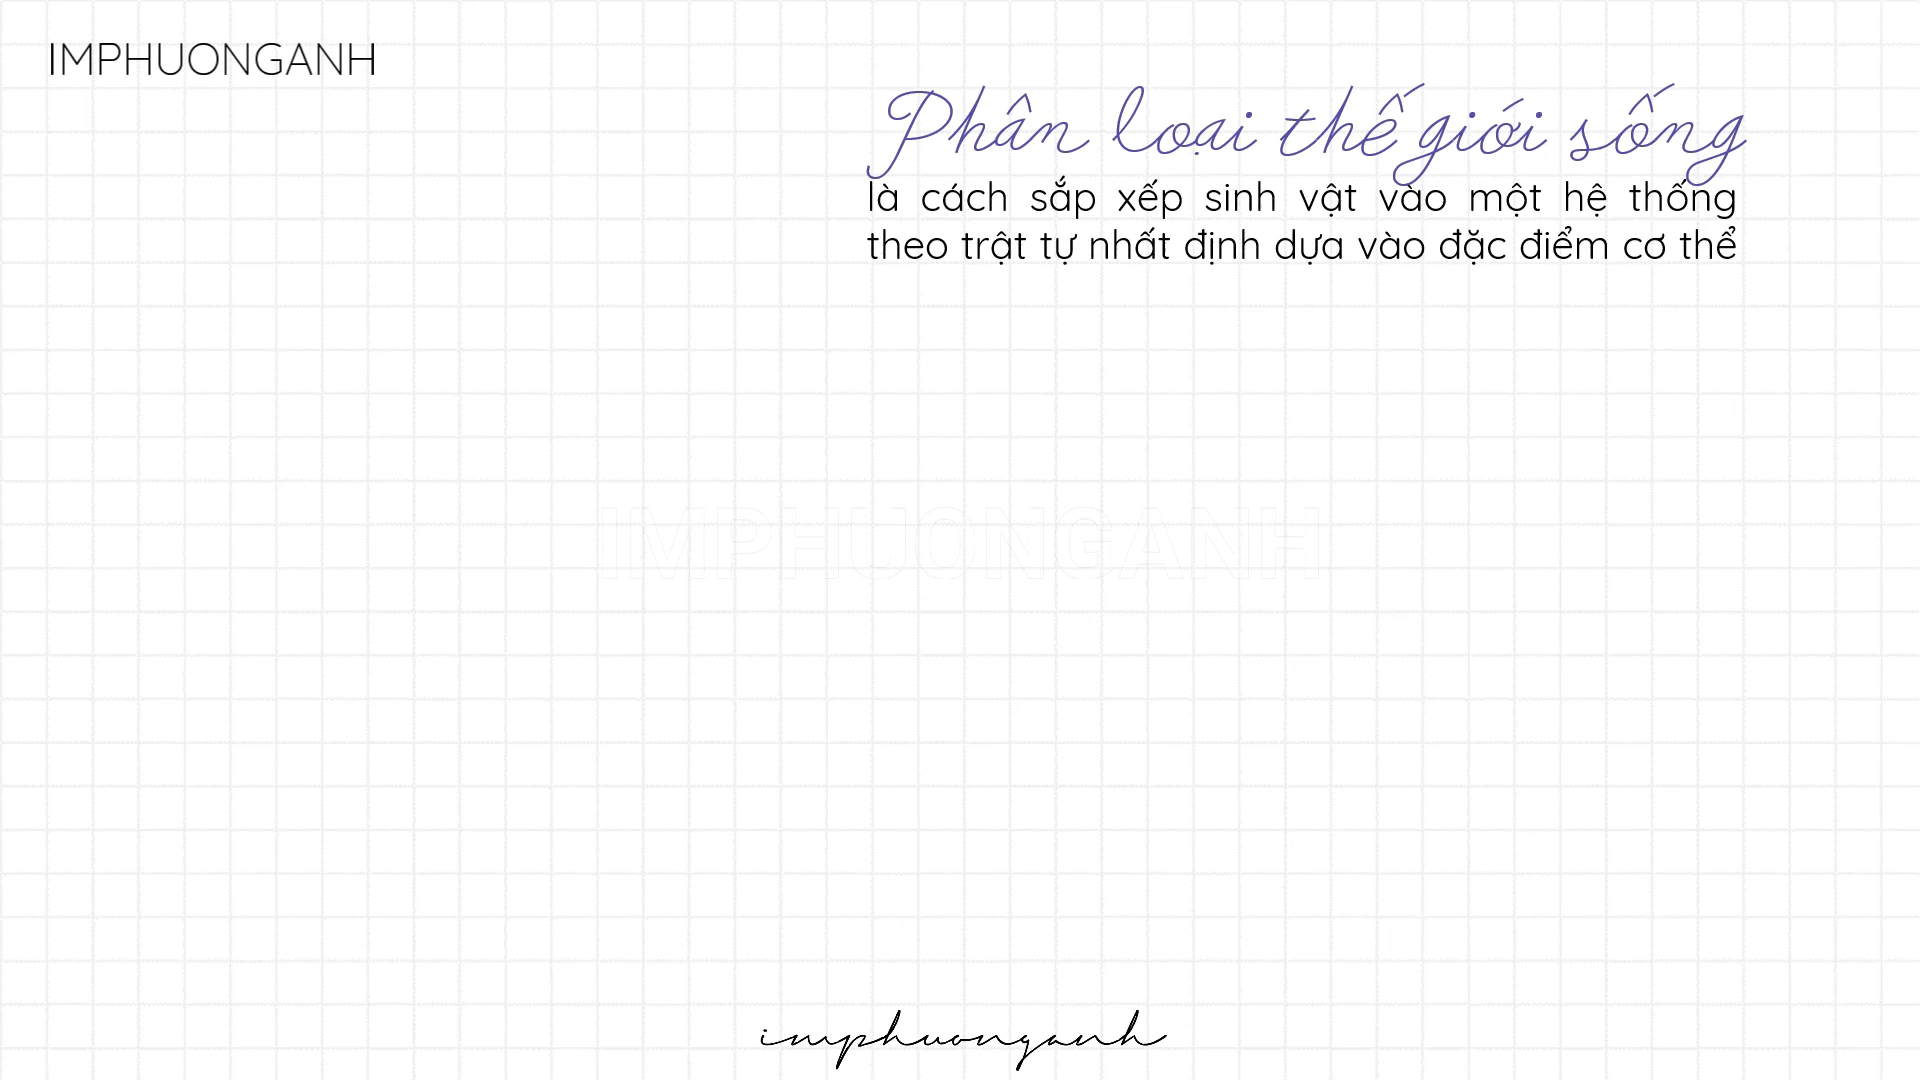 IMPHUONGANH
Phân loại thế giới sống
là cách sắp xếp sinh vật vào một hệ thống
theo trật tự nhất định dựa vào đặc điểm cơ thể
IMPHUONGANH
imphuonganh